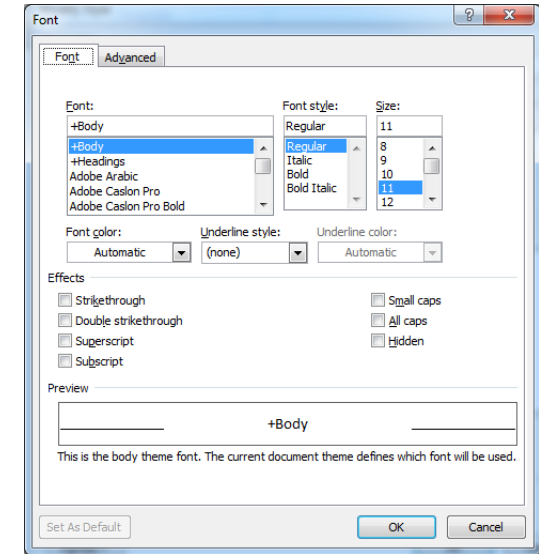 Font
Font Advanced
Font: Font style: Size:
+Body Regular 11
+Body Regular 8
+Headings Italic 9
Adobe Arabic Bold 10
Adobe Caslon Pro Bold Italic 11
Adobe Caslon Pro Bold 12
Font color: Underline style: Underline color:
Automatic (none) Automatic
Effects
Strikethrough Small caps
Double strikethrough All caps
Superscript Hidden
Subscript
Preview
+Body
This is the body theme font. The current document theme defines which font will be used.
Set As Default OK Cancel